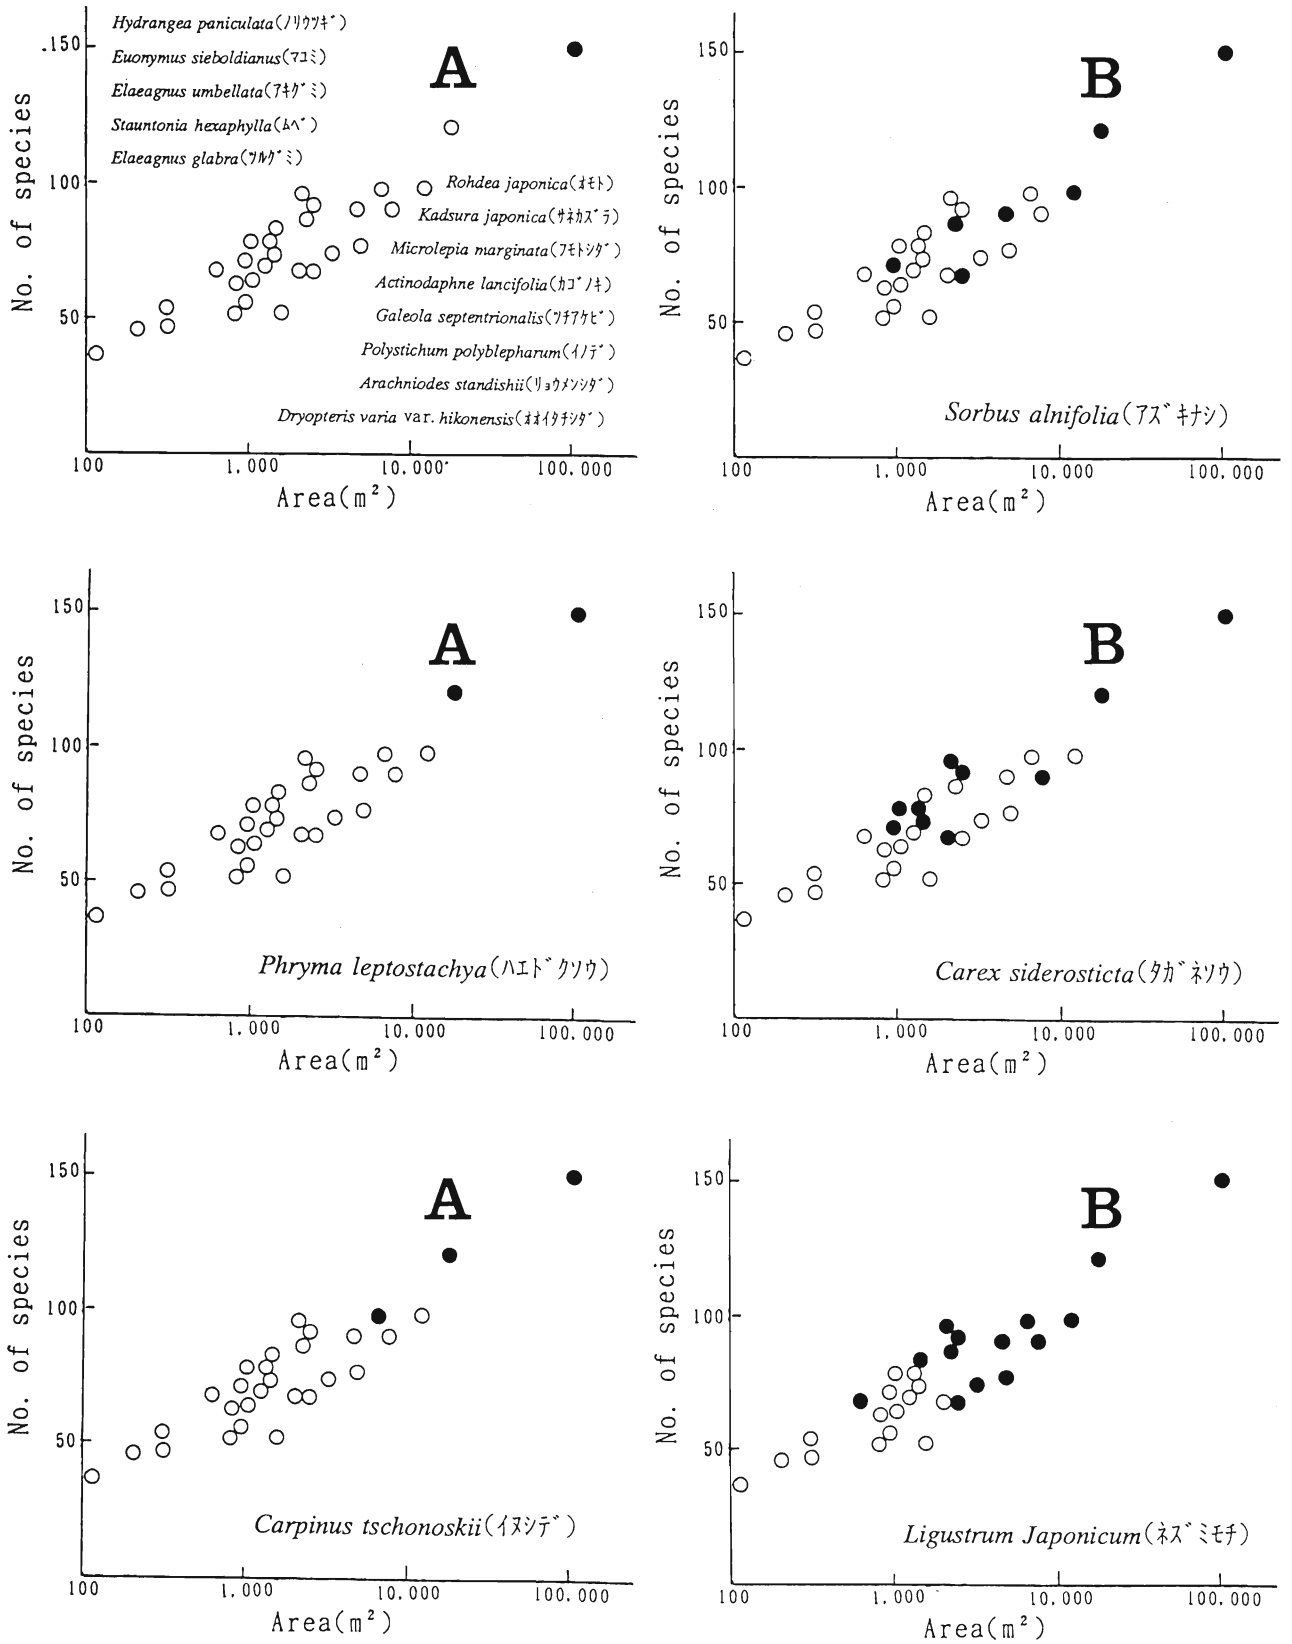 Hydrangea paniculata(ﾉﾘｳﾂｷﾞ)
.150
Euonymus sieboldianus(ﾏﾕﾐ)
A
Elaeagnus umbellata(ｱｷｸﾞﾐ)
Stauntonia hexaphylla(ﾑﾍﾞ)
Elaeagnus glabra(ﾂﾙｸﾞﾐ)
100
Rohdea japonica(ｵﾓﾄ)
Kadsura japonica(ｻﾈｶｽﾞﾗ)
Microlepia marginata(ﾌﾓﾄｼﾀﾞ)
Actinodaphne lancifolia(ｶｺﾞﾉｷ)
50
Galeola septentrionalis(ﾂﾁｱｹﾋﾞ)
Polystichum polyblepharum(ｲﾉﾃﾞ)
Arachniodes standishii(ﾘｮｳﾒﾝｼﾀﾞ)
Dryopteris varia var. hikonensis(ｵｵｲﾀﾁｼﾀﾞ)
No. of species
100 1.000 10.000 100.000
Area(m²)
150
B
100
50
No. of species
Sorbus alnifolia(ｱｽﾞｷﾅｼ)
100 1.000 10.000 100.000
Area(m²)
150
A
100
50
No. of species
Phryma leptostachya(ﾊｴﾄﾞｸｿｳ)
100 1.000 10.000 100.000
Area(m²)
150
B
100
50
No. of species
Carex siderosticta(ﾀｶﾞﾈｿｳ)
100 1.000 10.000 100.000
Area(m²)
150
A
100
50
No. of species
Carpinus tschonoskii(ｲﾇｼﾃﾞ)
100 1.000 10.000 100.000
Area(m²)
150
B
100
50
No. of species
Ligustrum Japonicum(ﾈｽﾞﾐﾓﾁ)
100 1.000 10.000 100.000
Area(m²)